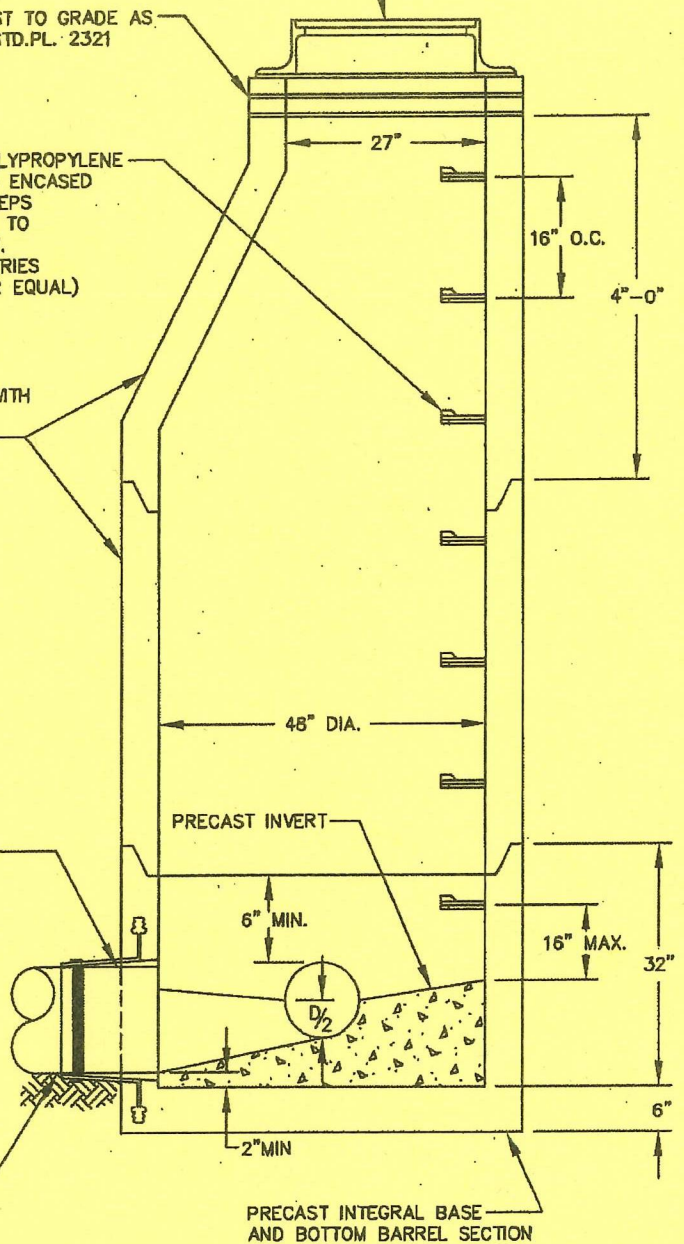 ST TO GRADE AS
STD.PL. 2321
27"
LYPROPYLENE
ENCASED
EPS
TO
RIES
EQUAL)
16" O.C.
4"-0"
48" DIA.
PRECAST INVERT
6" MIN.
16" MAX.
32"
D/2
6"
2"MIN
PRECAST INTEGRAL BASE
AND BOTTOM BARREL SECTION